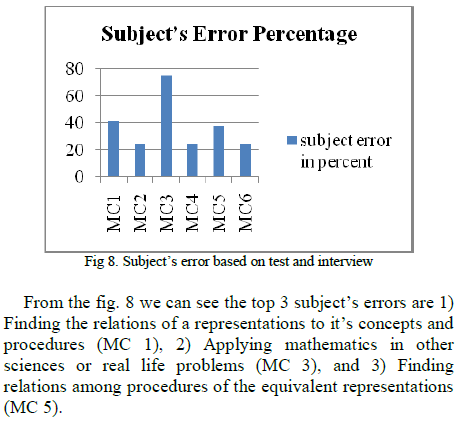 Subject's Error Percentage
80
60
40
20
0
MC1
MC2
MC3
MC4
MC5
MC6
subject error
in percent
Fig 8. Subject's error based on test and interview
From the fig. 8 we can see the top 3 subject's errors are 1)
Finding the relations of a representations to it's concepts and
procedures (MC 1), 2) Applying mathematics in other
sciences or real life problems (MC 3), and 3) Finding
relations among procedures of the equivalent representations
(MC 5).